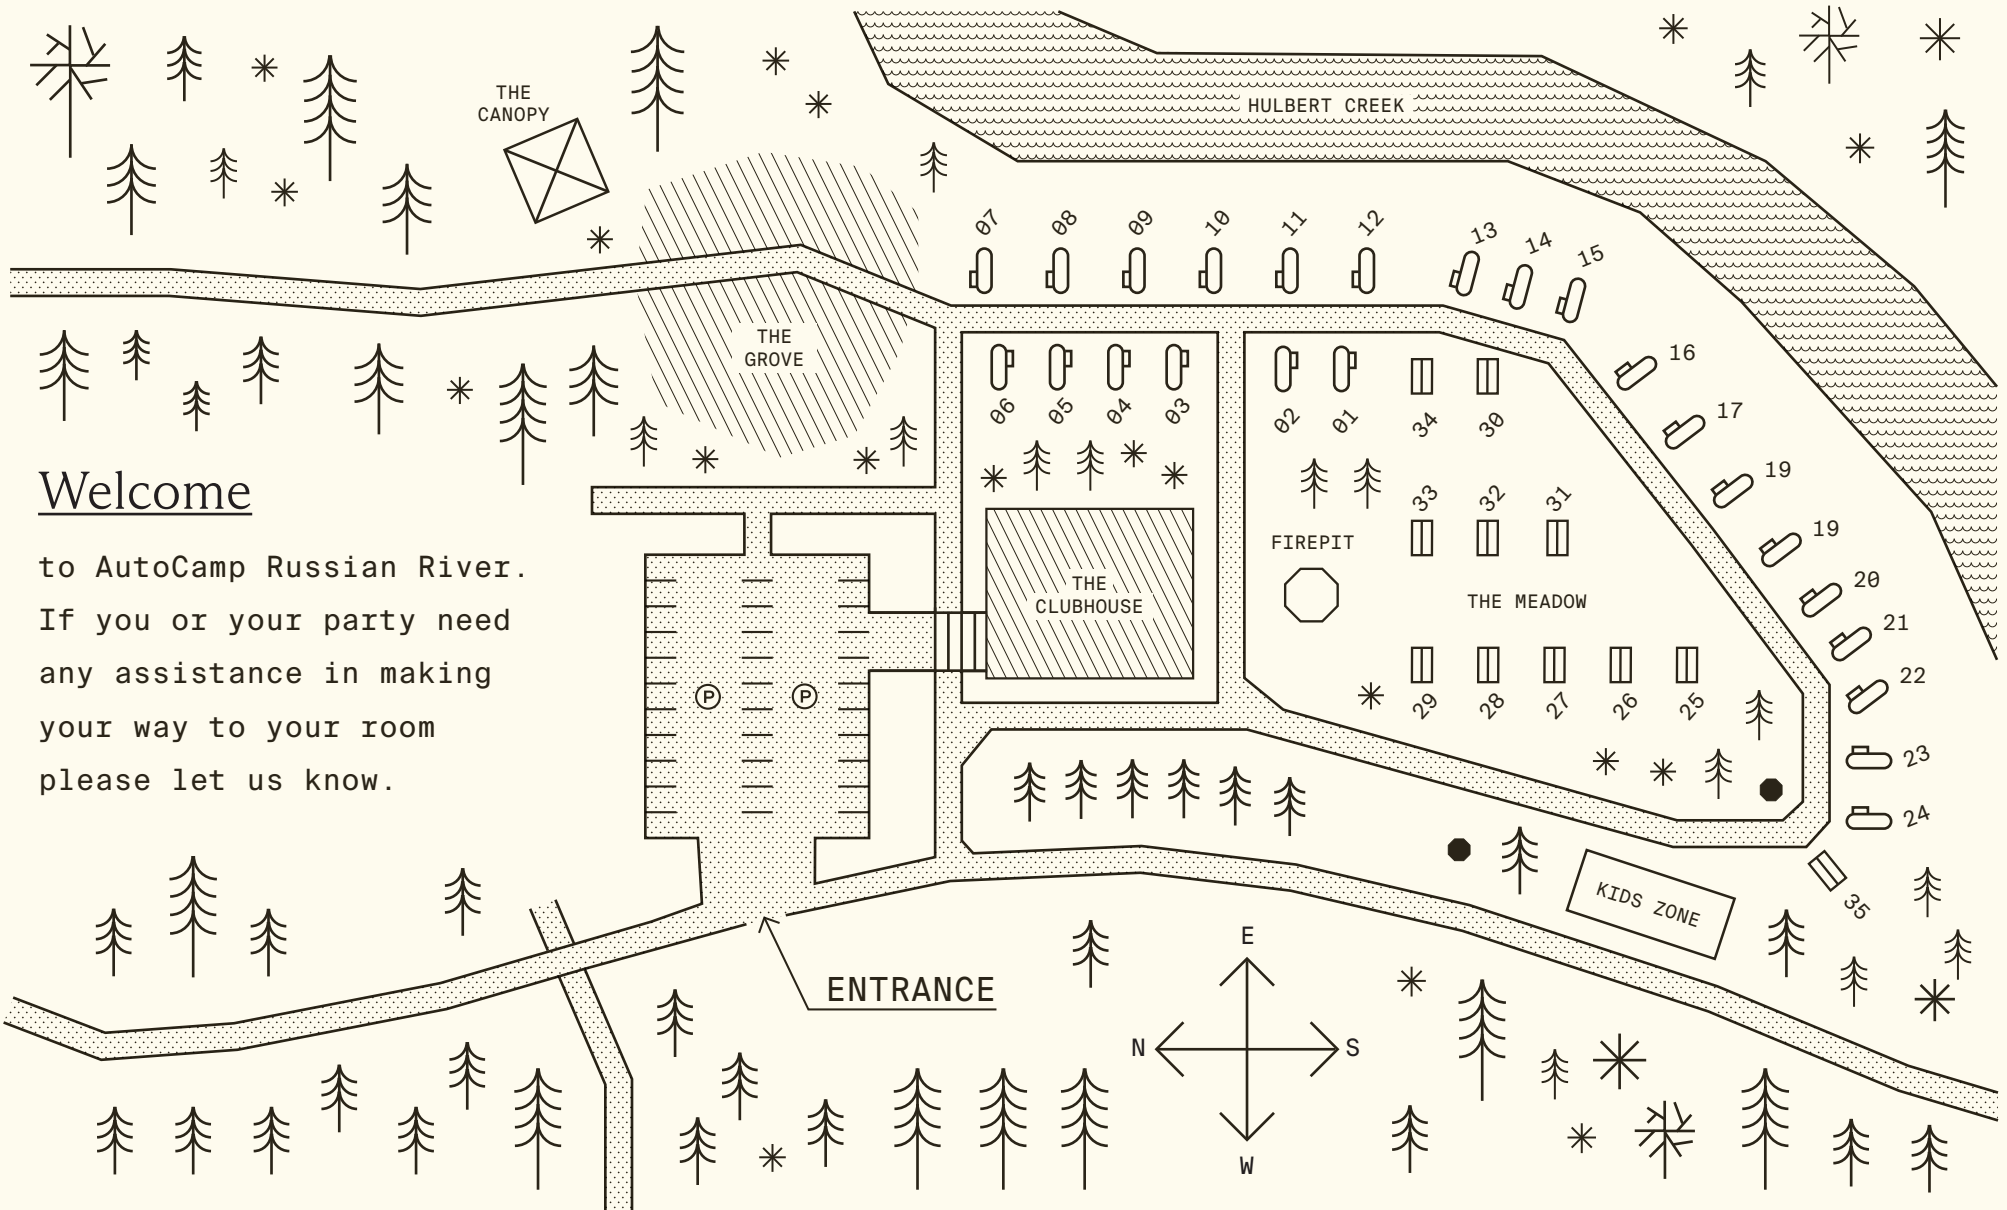 THE
CANOPY
HULBERT CREEK
07
08
09
10
11
12
13
14
15
THE
GROVE
06
05
04
03
02
01
34
30
16
17
19
19
20
21
22
23
24
33
32
31
FIREPIT
THE MEADOW
THE
CLUBHOUSE
29
28
27
26
25
P
P
Welcome
to AutoCamp Russian River.
If you or your party need
any assistance in making
your way to your room
please let us know.
KIDS ZONE
35
ENTRANCE
E
N
S
W